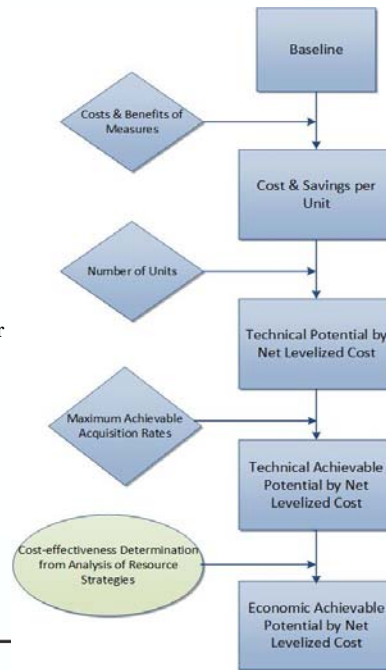 Baseline
Costs & Benefits of
Measures
Cost & Savings per
Unit
Number of Units
r
Technical Potential by
Net Levelized Cost
Maximum Achievable
Acquisition Rates
Technical Achievable
Potential by Net
Levelized Cost
Cost-effectiveness Determination
from Analysis of Resource
Strategies
Economic Achievable
Potential by Net
Levelized Cost